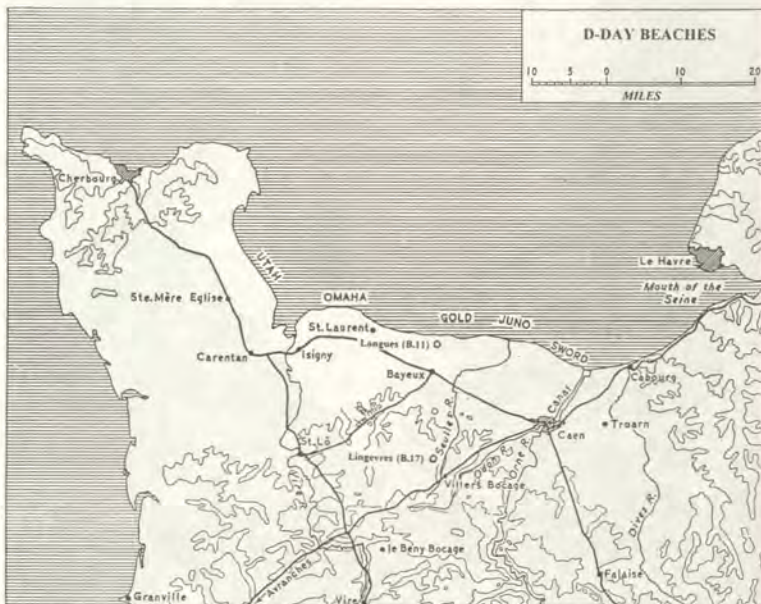 D-DAY BEACHES
10 5 0 10 20
MILES
Cherbourg
Le Havre
UTAH
Mouth of the
Seine
Ste. Mère Eglise
OMAHA
St. Laurent
GOLD
JUNO
SWORD
Longues (B.11)
Carentan
Isigny
Bayeux
Cabourg
Canal
Caen
Troarn
St. Lô
Lingevres (B.17)
Seulles R.
Odon R.
Orne R.
Villers Bocage
Vire R.
Dives R.
le Beny Bocage
Falaise
Avranches
Granville
Vire